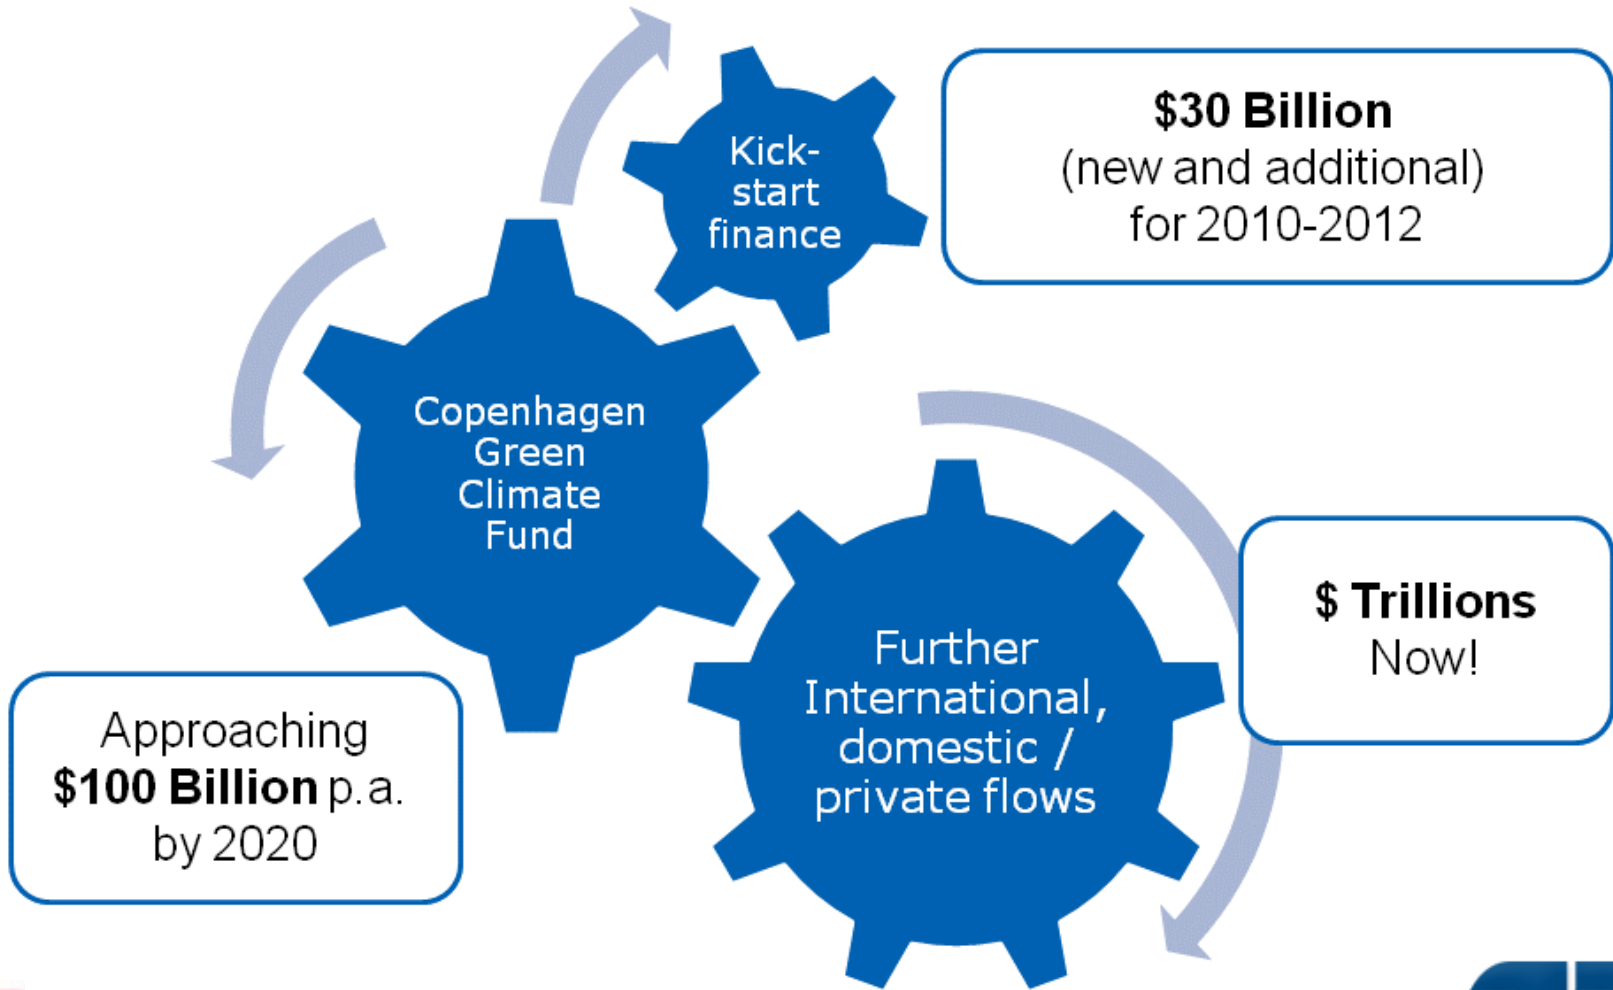 Kick-
start
finance
$30 Billion
(new and additional)
for 2010-2012
Copenhagen
Green
Climate
Fund
Approaching
$100 Billion p.a.
by 2020
Further
International,
domestic /
private flows
$ Trillions
Now!